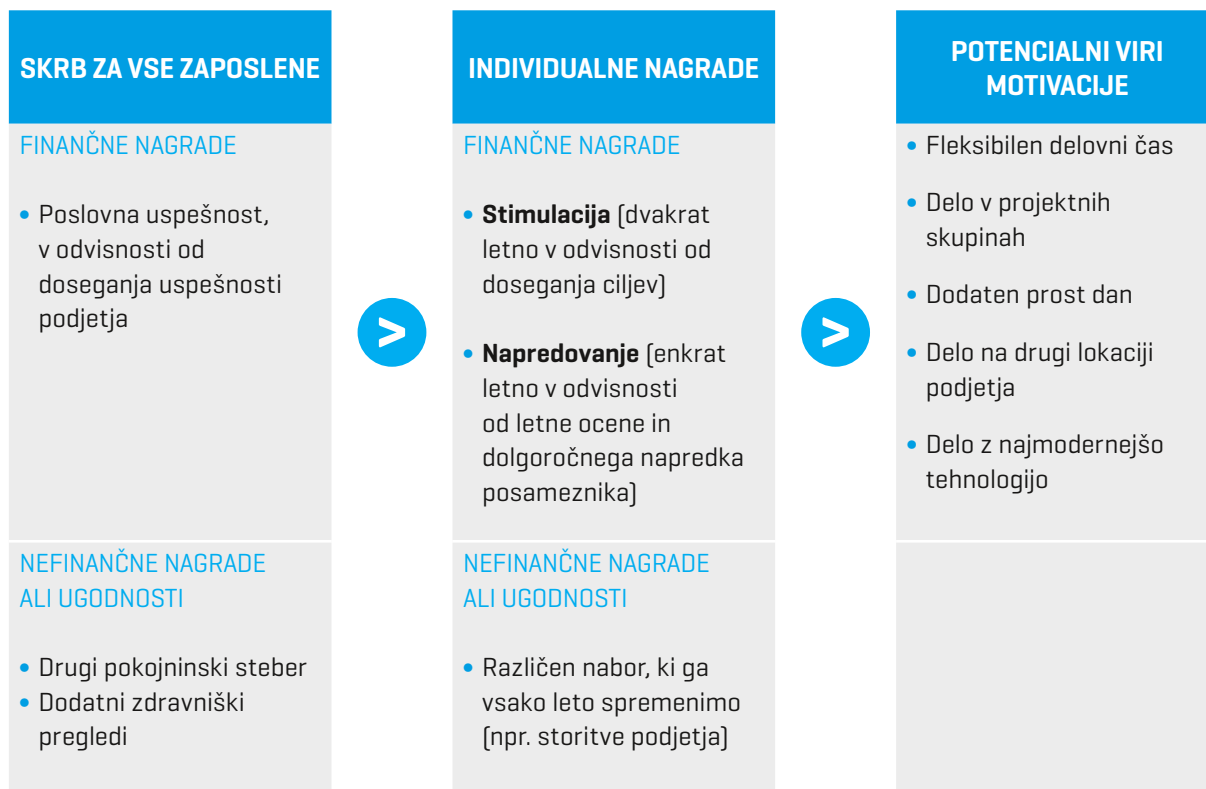 SKRB ZA VSE ZAPOSLENE
FINANČNE NAGRADE
• Poslovna uspešnost,
v odvisnosti od
doseganja uspešnosti
podjetja
NEFINANČNE NAGRADE
ALI UGODNOSTI
• Drugi pokojninski steber
• Dodatni zdravniški
pregledi
>
INDIVIDUALNE NAGRADE
FINANČNE NAGRADE
• Stimulacija (dvakrat
letno v odvisnosti od
doseganja ciljev)
• Napredovanje (enkrat
letno v odvisnosti
od letne ocene in
dolgoročnega napredka
posameznika)
NEFINANČNE NAGRADE
ALI UGODNOSTI
• Različen nabor, ki ga
vsako leto spremenimo
(npr. storitve podjetja)
>
POTENCIALNI VIRI
MOTIVACIJE
• Fleksibilen delovni čas
• Delo v projektnih
skupinah
• Dodaten prost dan
• Delo na drugi lokaciji
podjetja
• Delo z najmodernejšo
tehnologijo